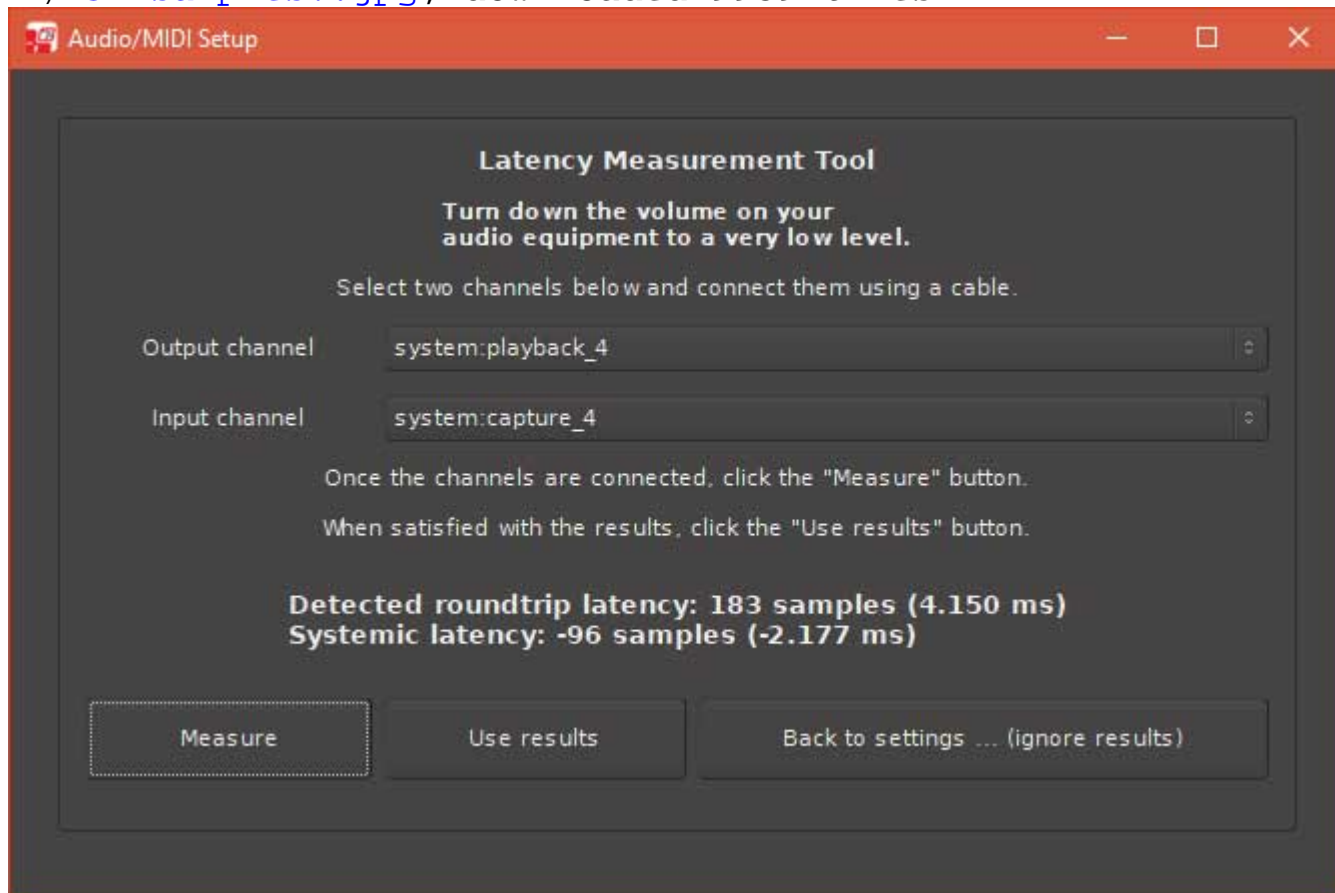 Audio/MIDI Setup
Latency Measurement Tool
Turn down the volume on your
audio equipment to a very low level.
Select two channels below and connect them using a cable.
Output channel system:playback_4
Input channel system:capture_4
Once the channels are connected, click the "Measure" button.
When satisfied with the results, click the "Use results" button.
Detected roundtrip latency: 183 samples (4.150 ms)
Systemic latency: -96 samples (-2.177 ms)
Measure Use results Back to settings ... (ignore results)